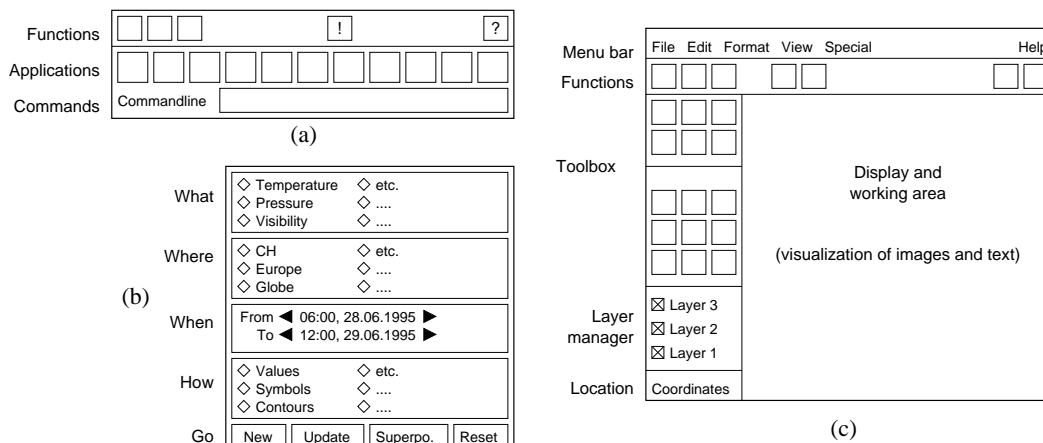 Functions ! ?
Applications
Commands Commandline
(a)
What
Temperature etc.
Pressure ....
Visibility ....
Where
CH etc.
Europe ....
Globe ....
(b)
When
From 06:00, 28.06.1995
To 12:00, 29.06.1995
How
Values etc.
Symbols ....
Contours ....
Go New Update Superpo. Reset
Menu bar File Edit Format View Special Help
Functions
Toolbox
Display and
working area
(visualization of images and text)
Layer
manager
Layer 3
Layer 2
Layer 1
Location Coordinates
(c)